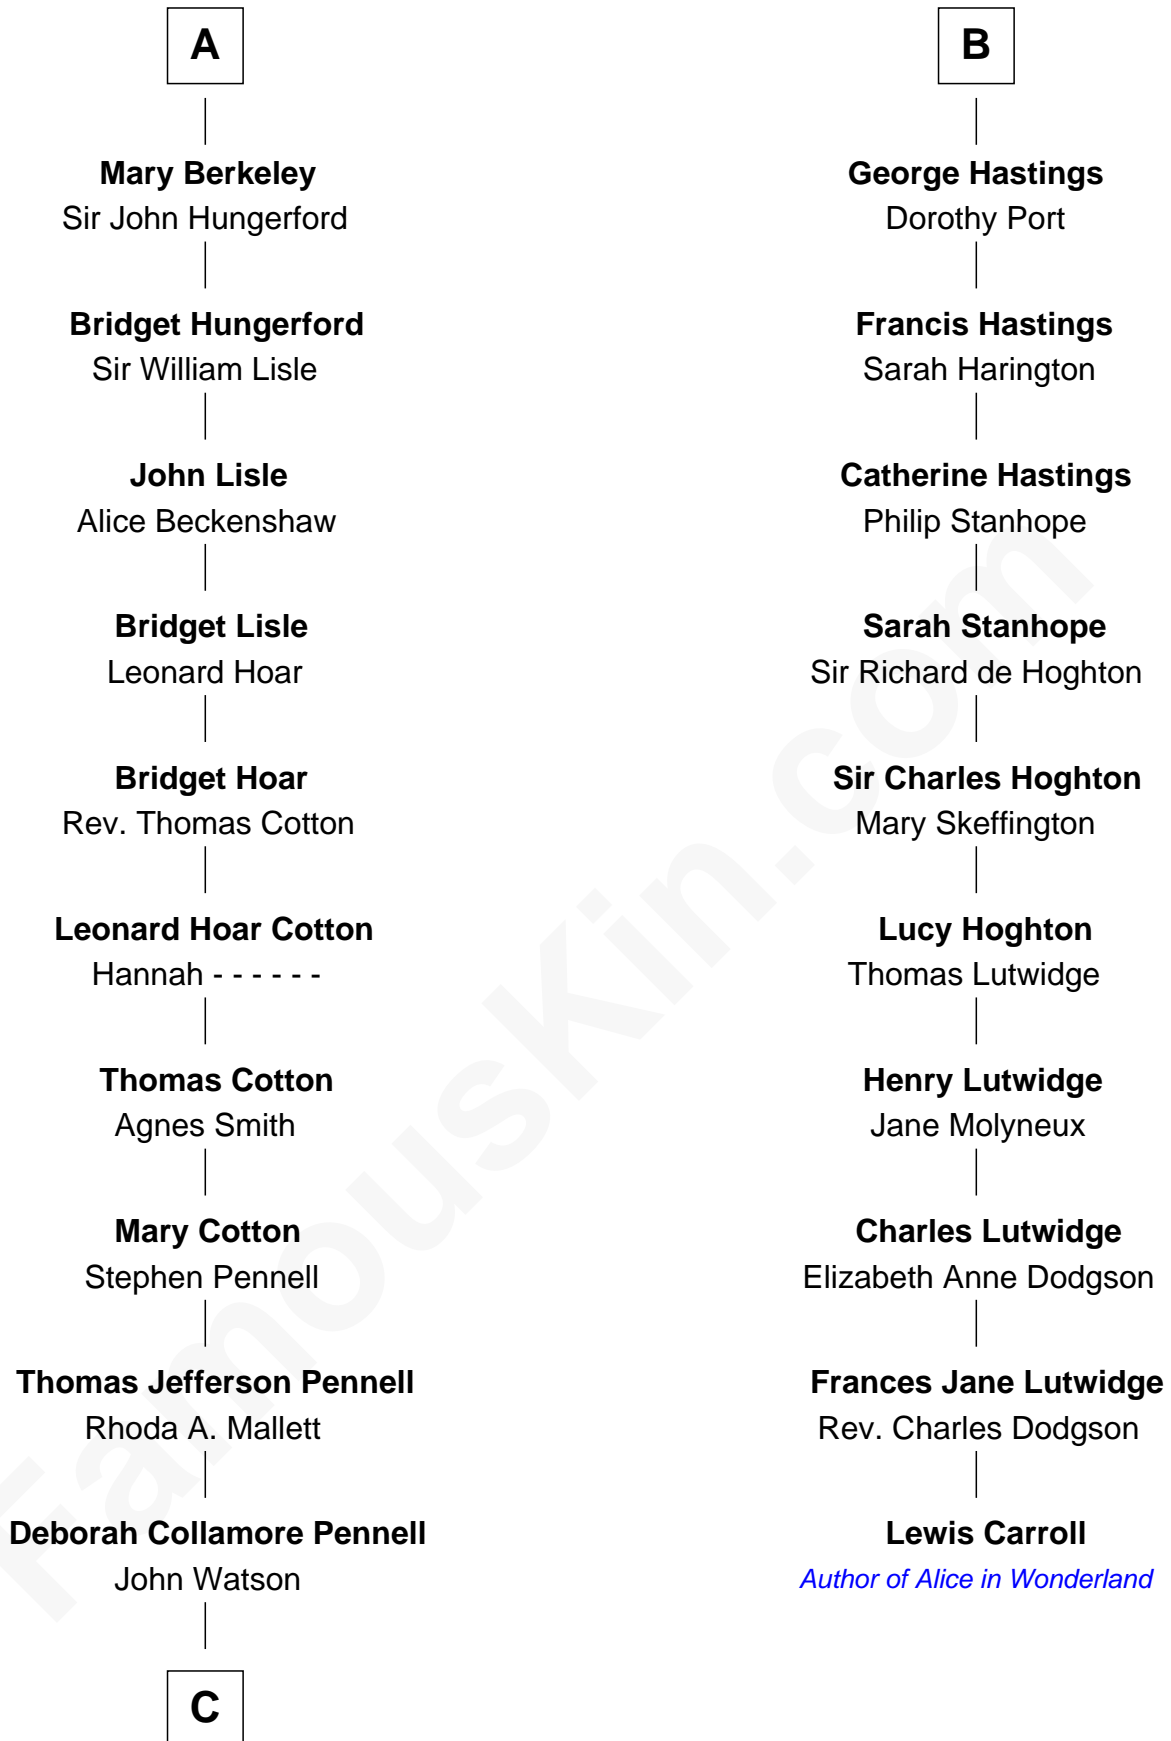 A
Mary Berkeley
Sir John Hungerford
Bridget Hungerford
Sir William Lisle
John Lisle
Alice Beckenshaw
Bridget Lisle
Leonard Hoar
Bridget Hoar
Rev. Thomas Cotton
Leonard Hoar Cotton
Hannah - - - - - -
Thomas Cotton
Agnes Smith
Mary Cotton
Stephen Pennell
Thomas Jefferson Pennell
Rhoda A. Mallett
Deborah Collamore Pennell
John Watson
C
B
George Hastings
Dorothy Port
Francis Hastings
Sarah Harington
Catherine Hastings
Philip Stanhope
Sarah Stanhope
Sir Richard de Hoghton
Sir Charles Hoghton
Mary Skeffington
Lucy Hoghton
Thomas Lutwidge
Henry Lutwidge
Jane Molyneux
Charles Lutwidge
Elizabeth Anne Dodgson
Frances Jane Lutwidge
Rev. Charles Dodgson
Lewis Carroll
Author of Alice in Wonderland
FamousKin.com